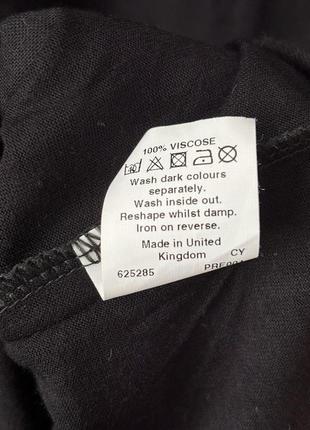 100% VISCOSE
Wash dark colours
separately.
Wash inside out.
Reshape whilst damp.
Iron on reverse.
Made in United
Kingdom CY
625285